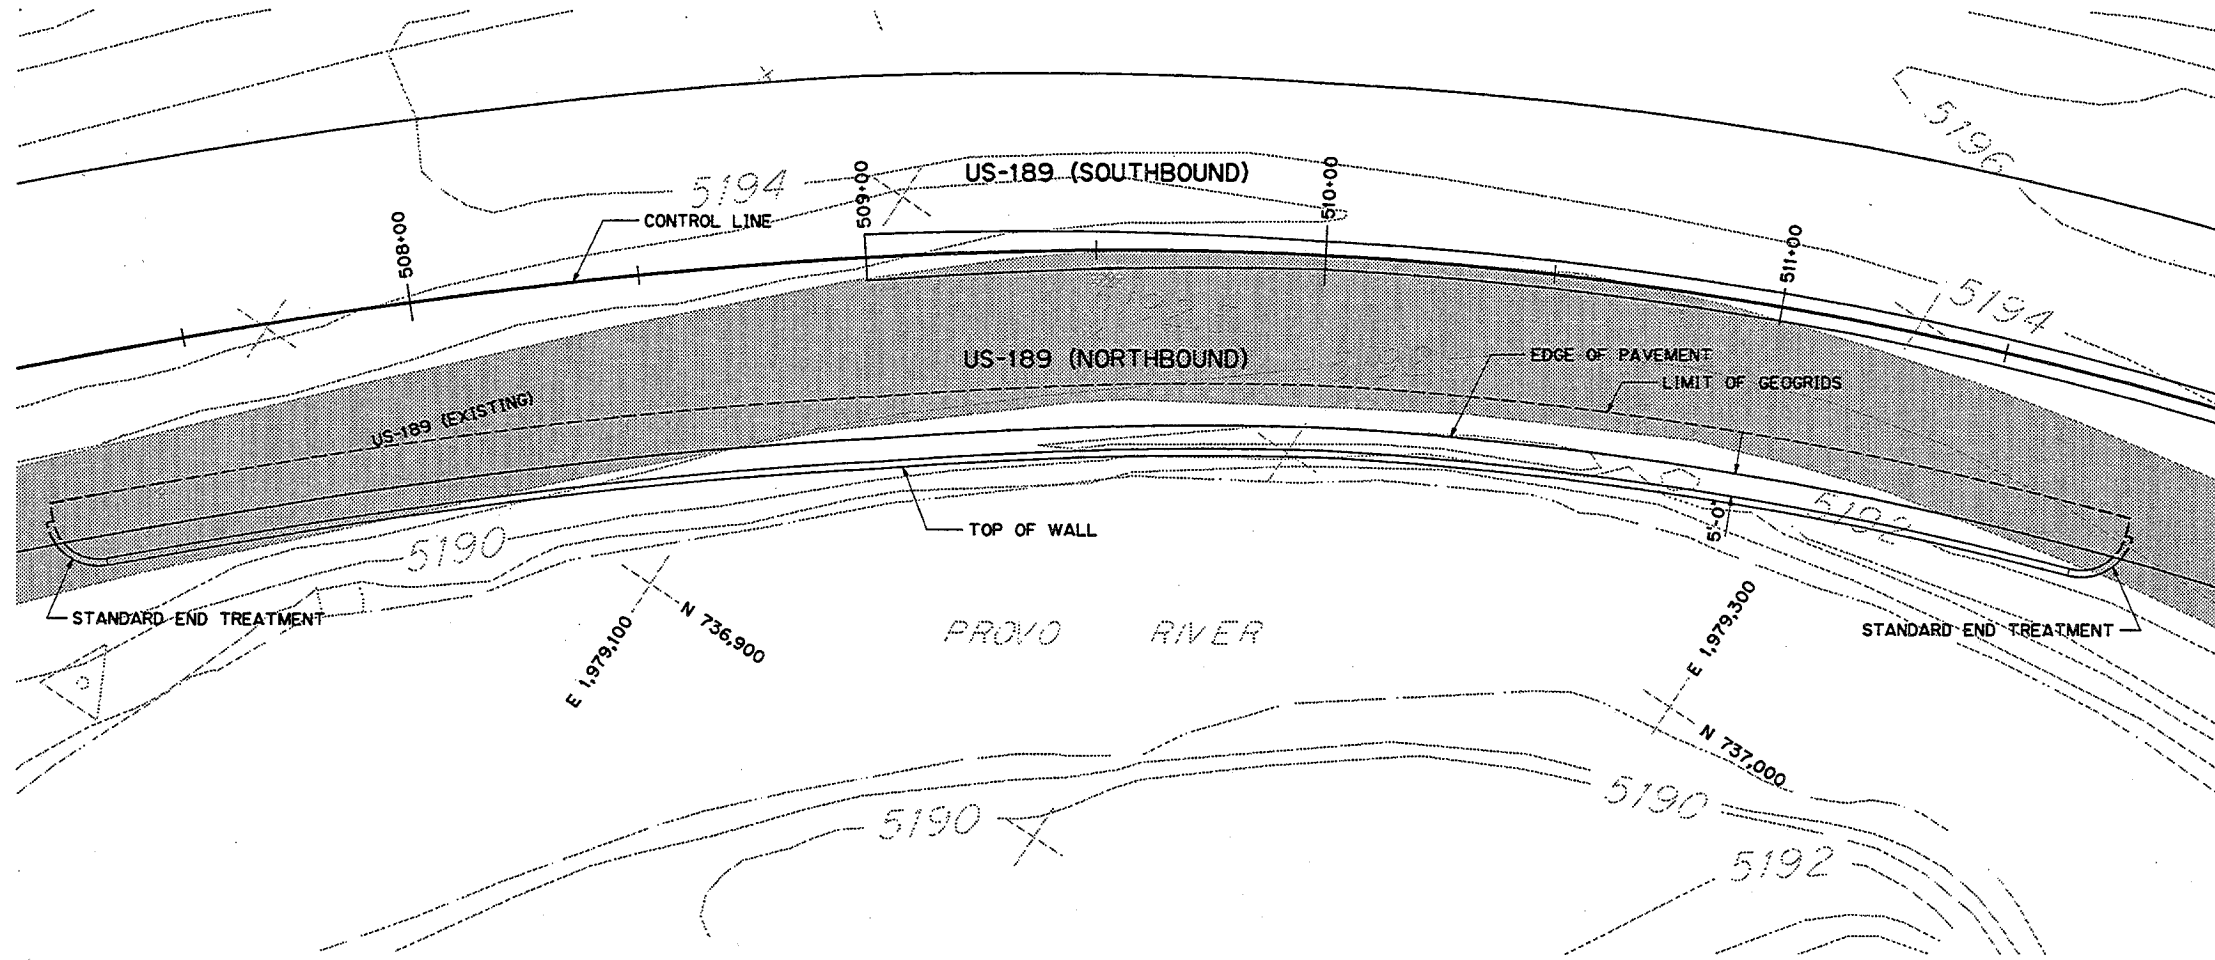 5196
US-189 (SOUTHBOUND)
5194
509+00
510+00
CONTROL LINE
508+00
511+00
5194
US-189 (NORTHBOUND)
EDGE OF PAVEMENT
LIMIT OF GEOGRIDS
US-189 (EXISTING)
5192
5'-0"
TOP OF WALL
5190
STANDARD END TREATMENT
N 736,900
E 1,979,100
PROVO RIVER
E 1,979,300
STANDARD END TREATMENT
N 737,000
5190
5190
5192